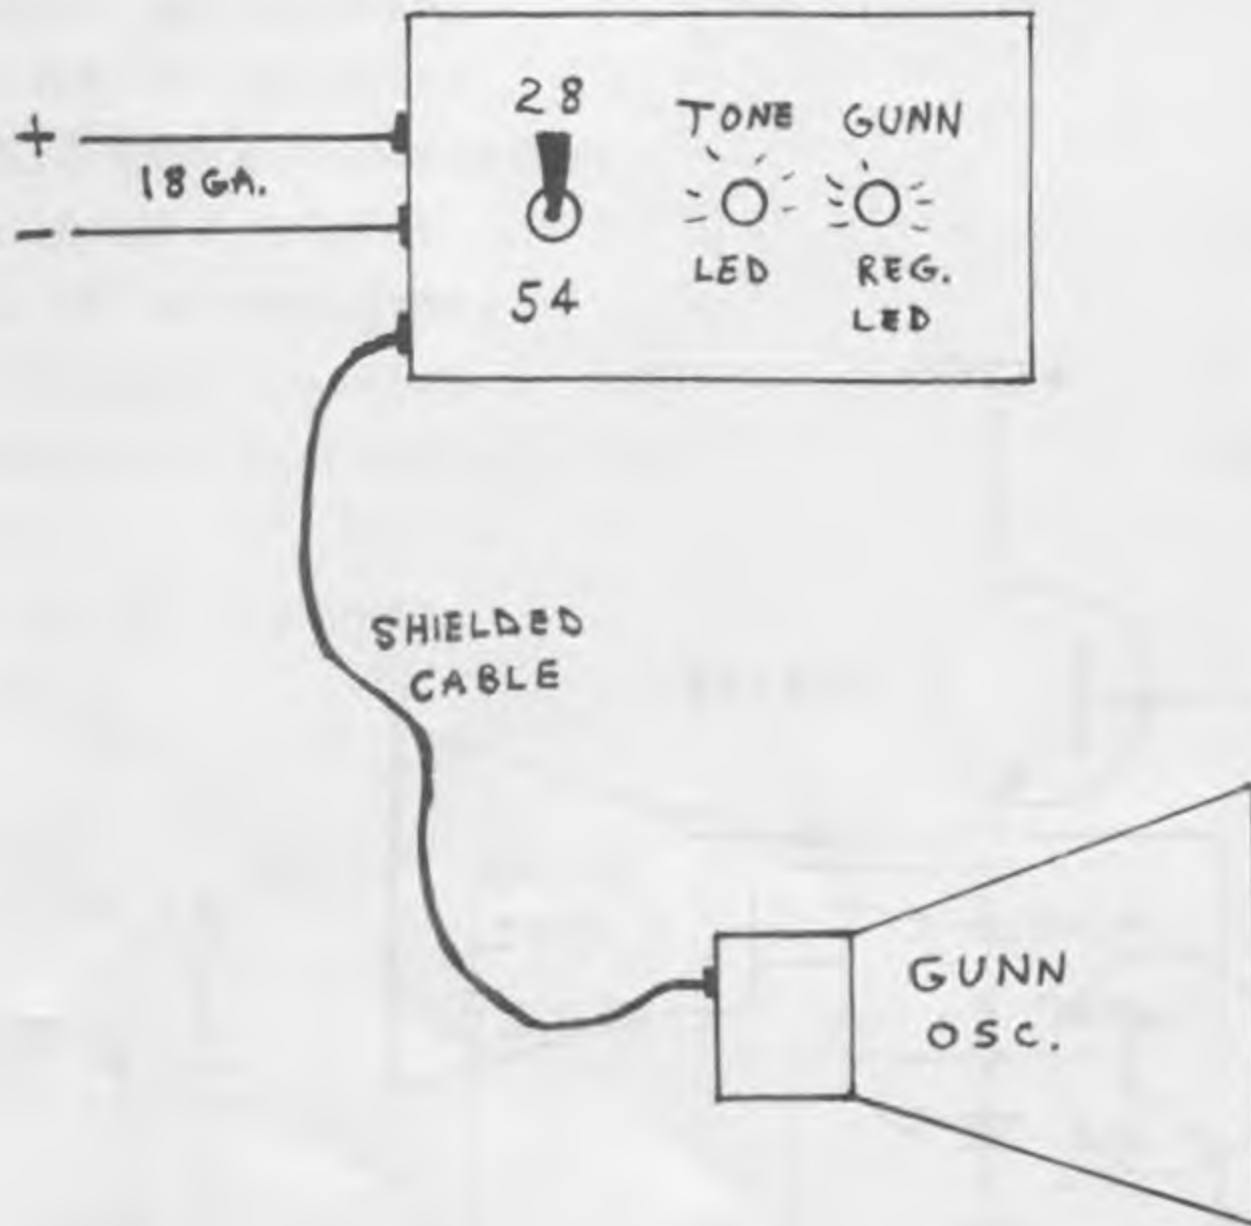 28
TONE GUNN
+
18 GA.
-
LED REG.
LED
54
SHIELDED
CABLE
GUNN
OSC.